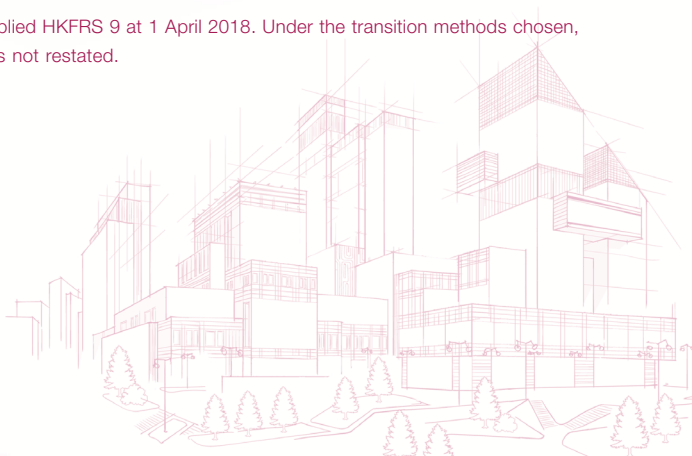 plied HKFRS 9 at 1 April 2018. Under the transition methods chosen,
s not restated.